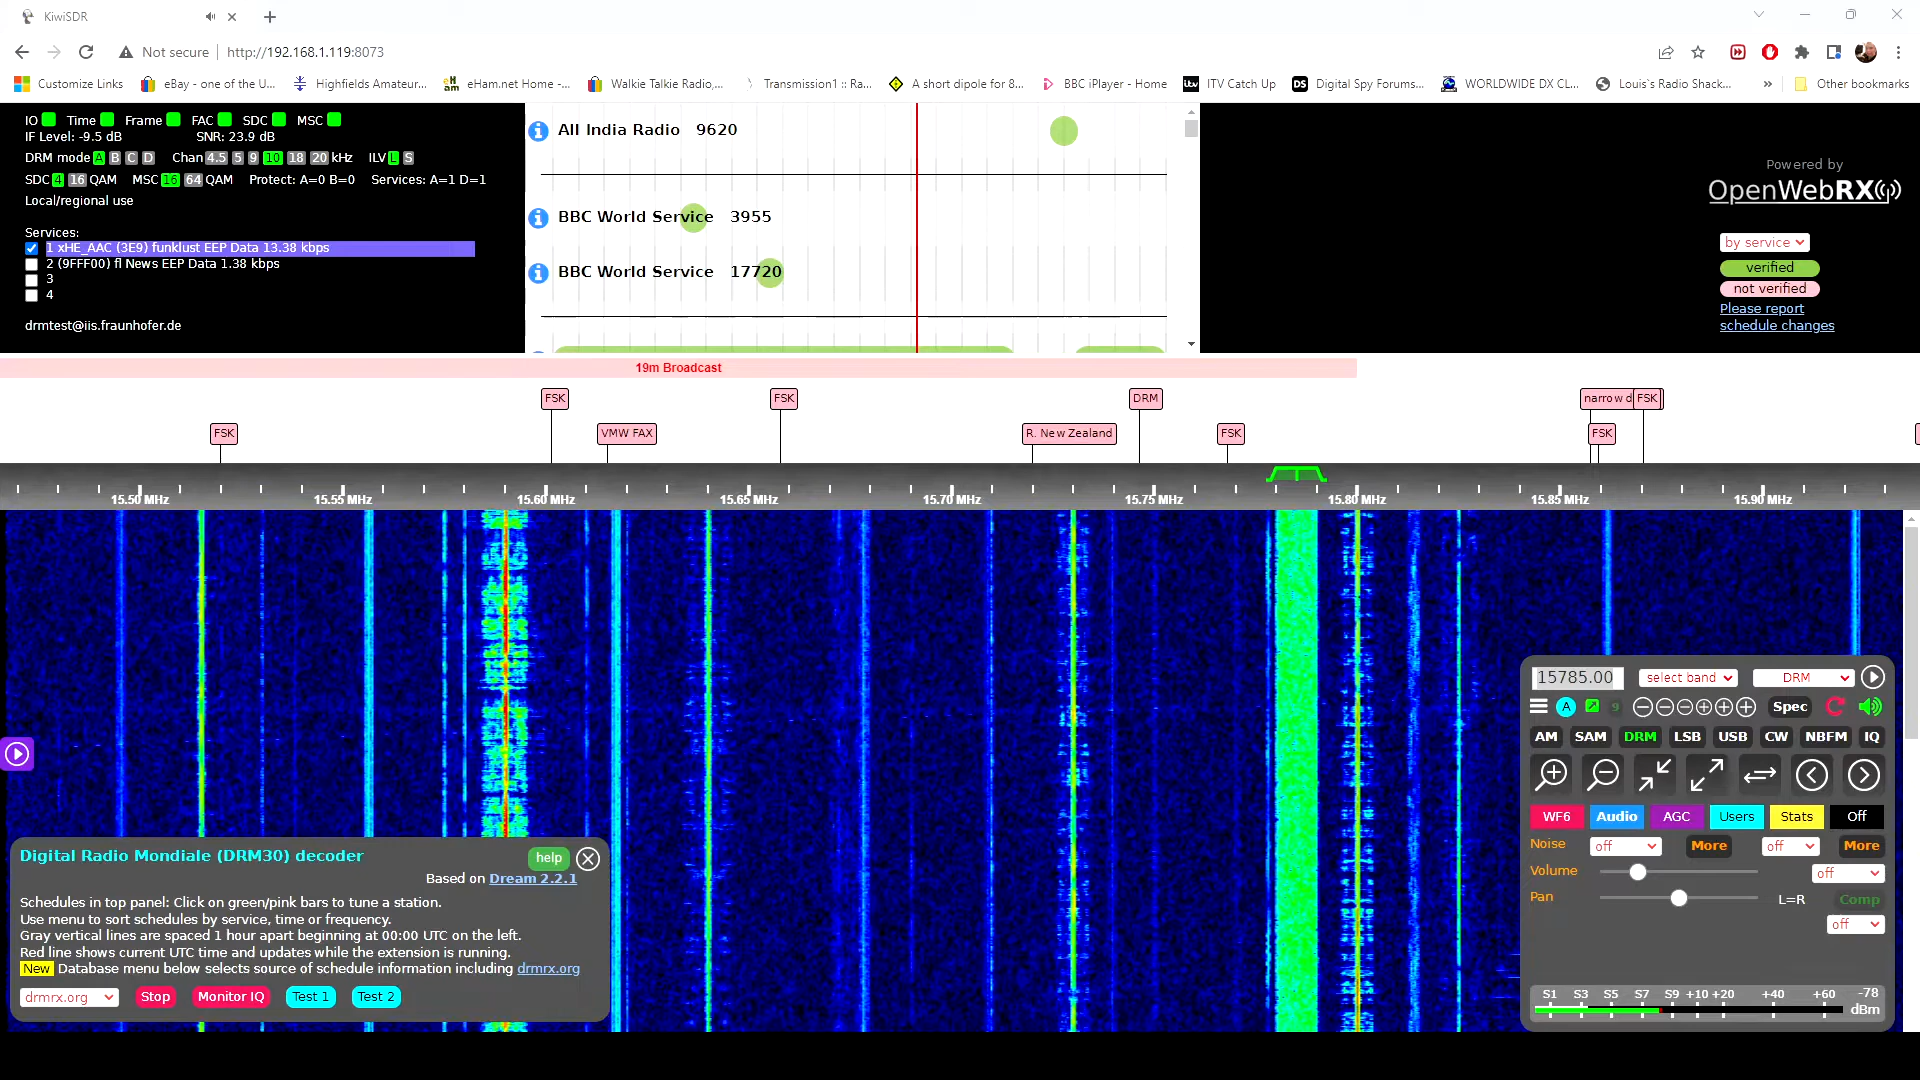 KiwiSDR
Not secure http://192.168.1.119:8073
Customize Links eBay - one of the U... Highfields Amateur... eHam.net Home -... Walkie Talkie Radio,... Transmission1 :: Ra... A short dipole for 8... BBC iPlayer - Home ITV Catch Up Digital Spy Forums... WORLDWIDE DX CL... Louis`s Radio Shack... » Other bookmarks
IO Time Frame FAC SDC MSC
IF Level: -9.5 dB SNR: 23.9 dB
DRM mode A B C D Chan 4.5 5 9 10 18 20 kHz ILV L S
SDC 4 16 QAM MSC 16 64 QAM Protect: A=0 B=0 Services: A=1 D=1
Local/regional use
Services:
1 xHE_AAC (3E9) funklust EEP Data 13.38 kbps
2 (9FFF00) fl News EEP Data 1.38 kbps
3
4
drmtest@iis.fraunhofer.de
All India Radio 9620
BBC World Service 3955
BBC World Service 17720
Powered by
OpenWebRX
by service
verified
not verified
Please report
schedule changes
19m Broadcast
FSK FSK DRM narrow d FSK
FSK VMW FAX R. New Zealand FSK FSK
15.50 MHz 15.55 MHz 15.60 MHz 15.65 MHz 15.70 MHz 15.75 MHz 15.80 MHz 15.85 MHz 15.90 MHz
15785.00 select band DRM
A 9 Spec
AM SAM DRM LSB USB CW NBFM IQ
WF6 Audio AGC Users Stats Off
Noise off More off More
Volume off
Pan L=R Comp
off
S1 S3 S5 S7 S9 +10 +20 +40 +60 -78
dBm
Digital Radio Mondiale (DRM30) decoder help
Based on Dream 2.2.1
Schedules in top panel: Click on green/pink bars to tune a station.
Use menu to sort schedules by service, time or frequency.
Gray vertical lines are spaced 1 hour apart beginning at 00:00 UTC on the left.
Red line shows current UTC time and updates while the extension is running.
New Database menu below selects source of schedule information including drmrx.org
drmrx.org Stop Monitor IQ Test 1 Test 2